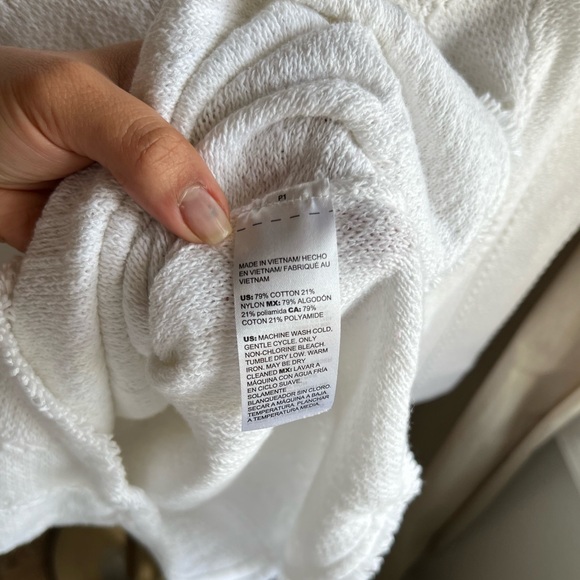 P1
MADE IN VIETNAM/ HECHO
EN VIETNAM/ FABRIQUÉ AU
VIETNAM
US: 79% COTTON 21%
NYLON MX: 79% ALGODÓN
21% poliamida CA: 79%
COTON 21% POLYAMIDE
US: MACHINE WASH COLD,
GENTLE CYCLE. ONLY
NON-CHLORINE BLEACH.
TUMBLE DRY LOW. WARM
IRON. MAY BE DRY
CLEANED MX: LAVAR A
MÁQUINA CON AGUA FRÍA
EN CICLO SUAVE.
SOLAMENTE
BLANQUEADOR SIN CLORO.
SECAR A MÁQUINA A BAJA
TEMPERATURA. PLANCHAR
A TEMPERATURA MEDIA.